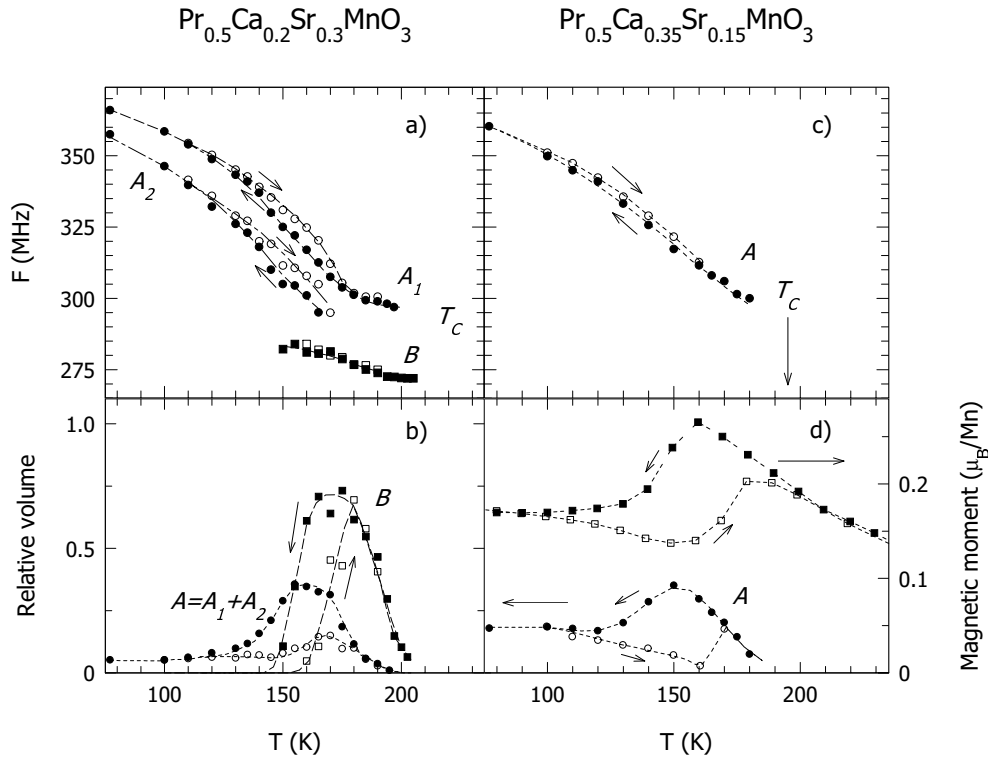 Pr0.5Ca0.2Sr0.3MnO3
Pr0.5Ca0.35Sr0.15MnO3
F (MHz)
350
325
300
275
a)
A2
A1
TC
B
c)
A
TC
Relative volume
1.0
0.5
0
b)
B
A=A1+A2
d)
A
0.2
0.1
0
Magnetic moment (μB/Mn)
100 150 200
100 150 200
T (K)
T (K)